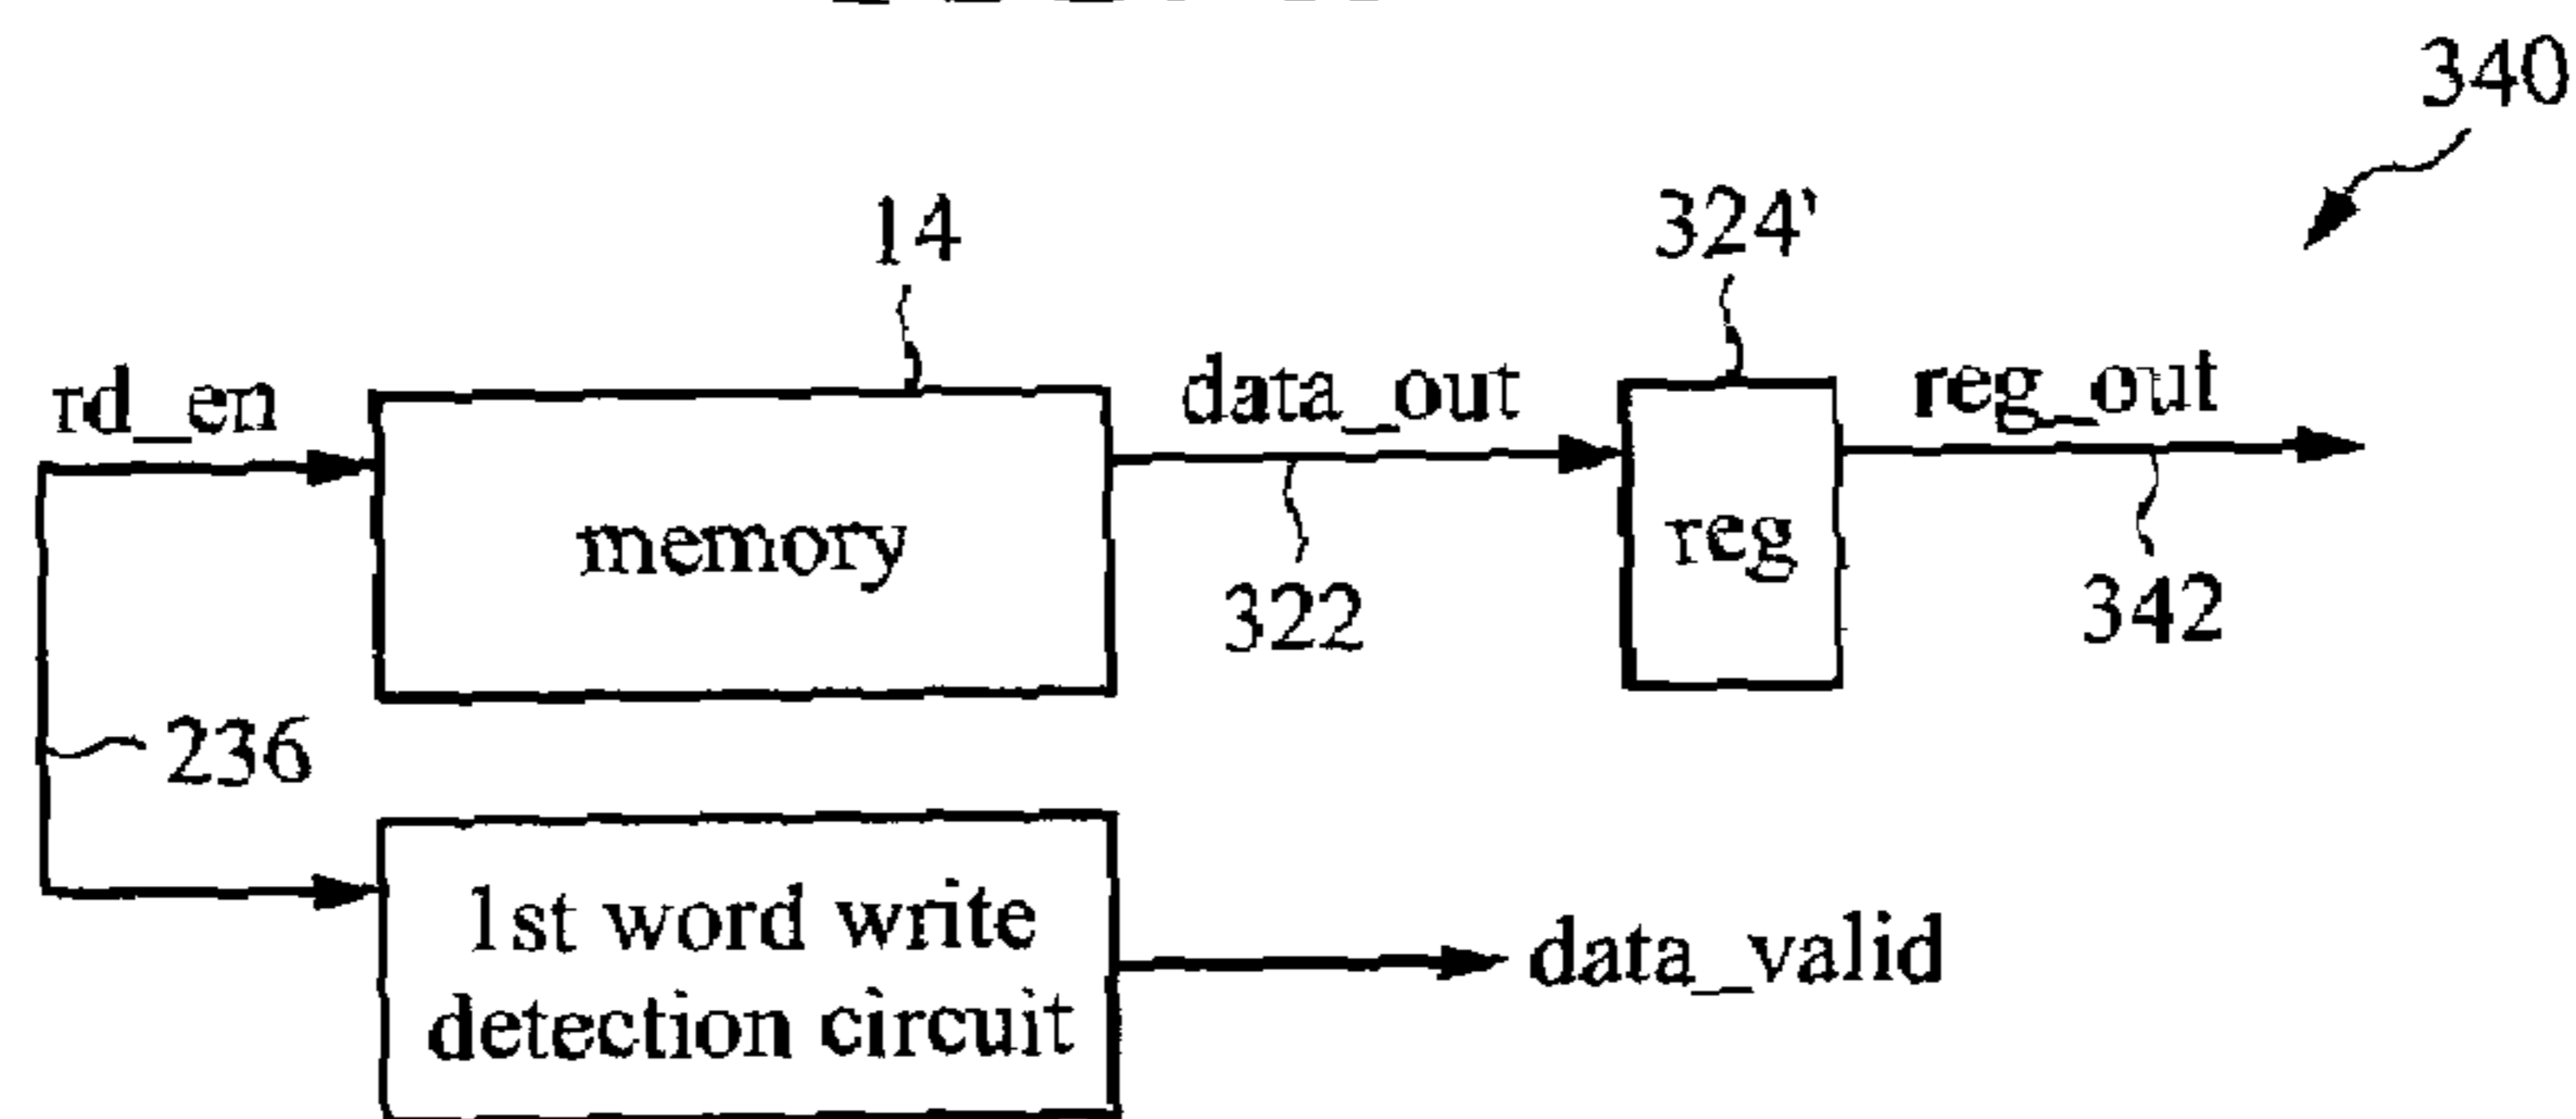 340
14
324'
rd_en
data_out
reg_out
memory
reg
322
342
236
1st word write
detection circuit
data_valid